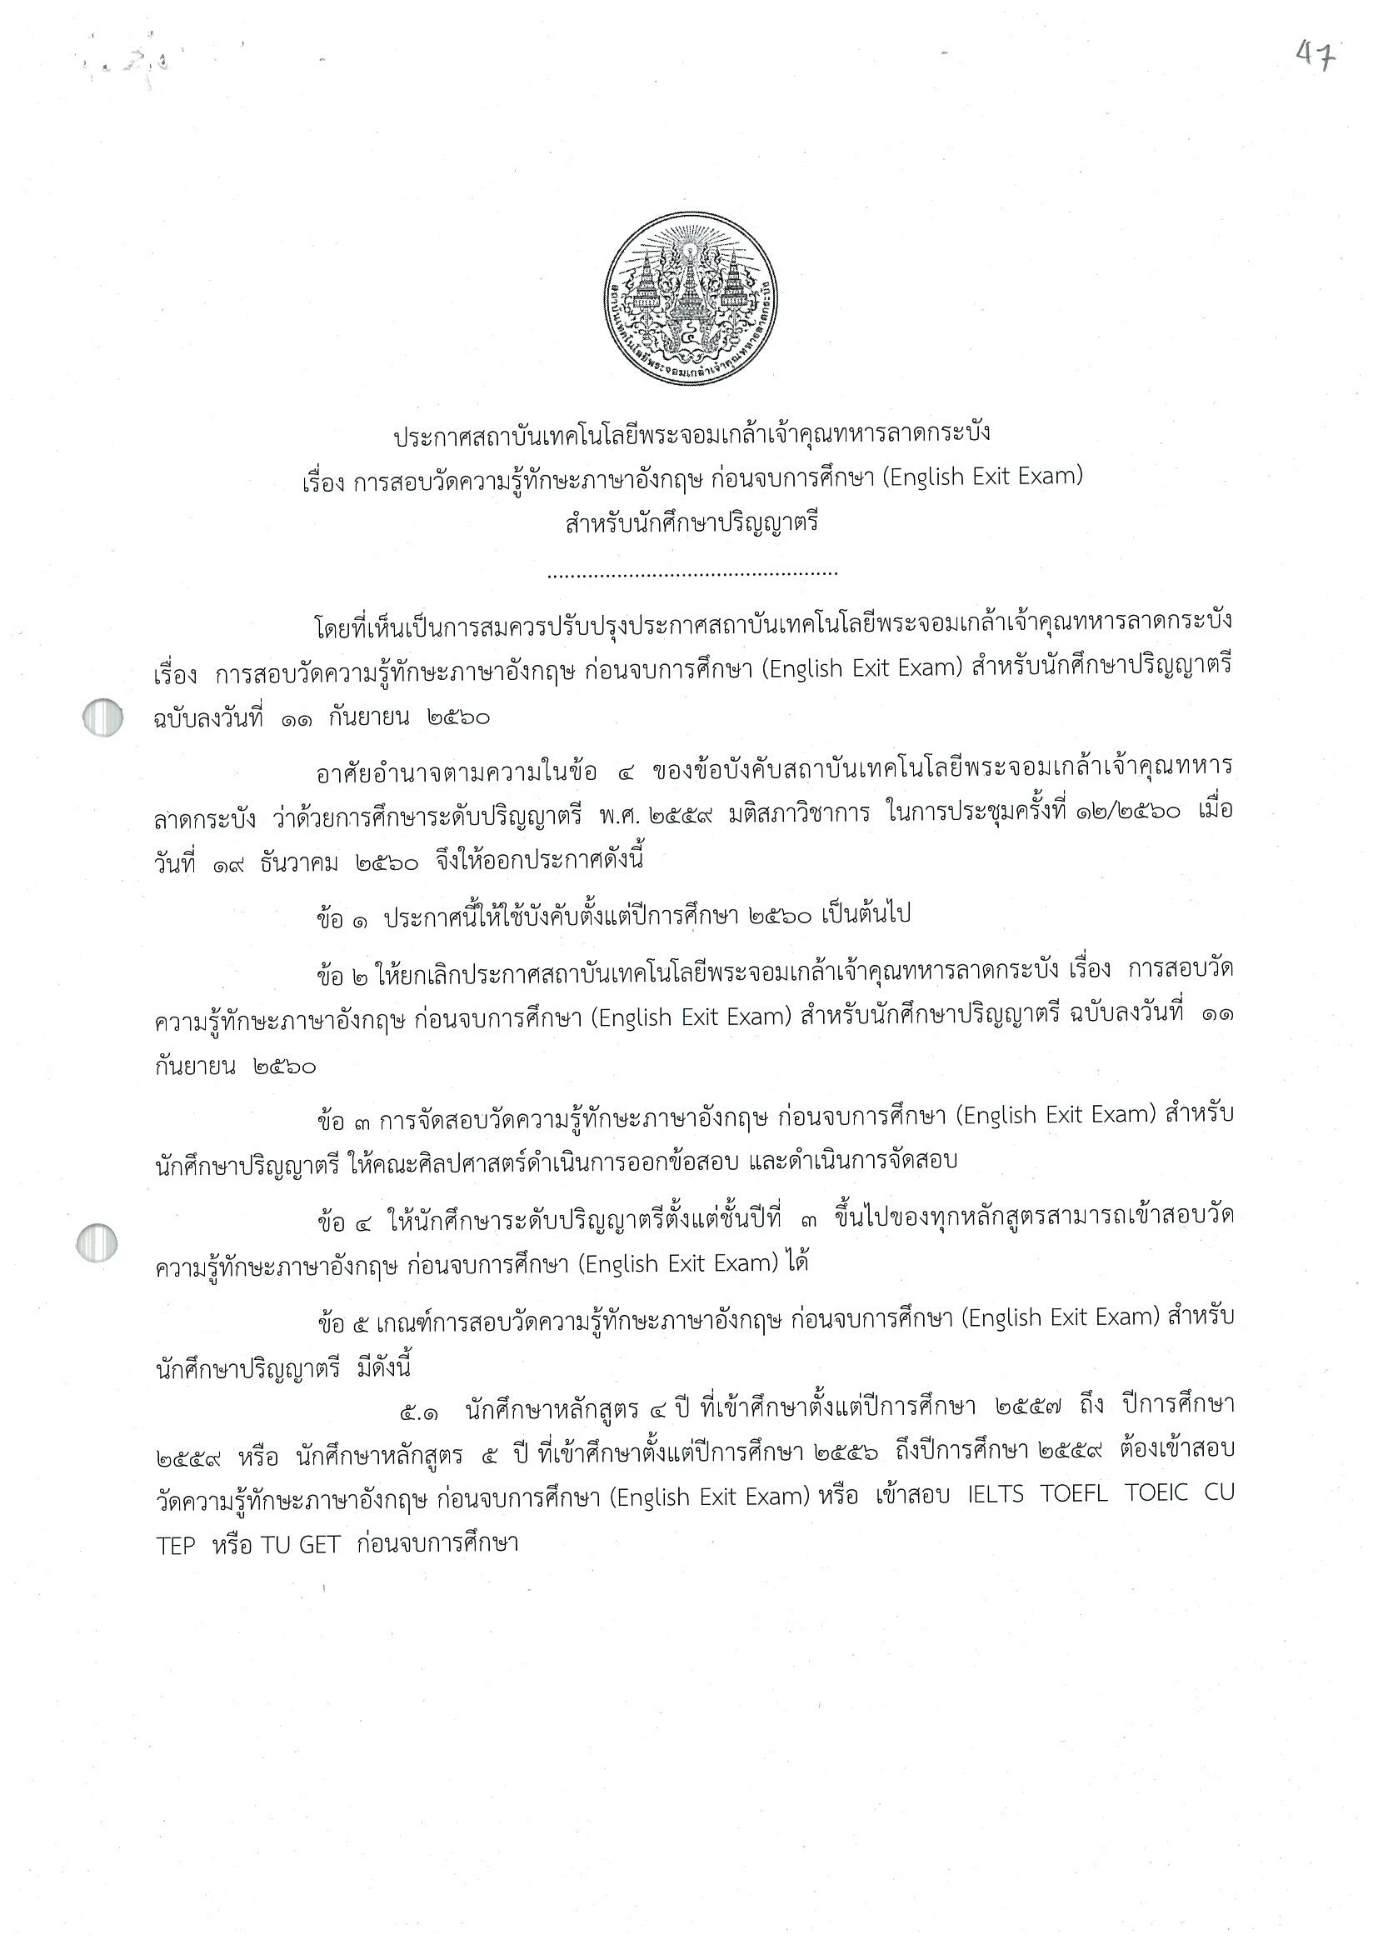 47
สถาบันเทคโนโลยีพระจอมเกล้าเจ้าคุณทหารลาดกระบัง
ประกาศสถาบันเทคโนโลยีพระจอมเกล้าเจ้าคุณทหารลาดกระบัง
เรื่อง การสอบวัดความรู้ทักษะภาษาอังกฤษ ก่อนจบการศึกษา (English Exit Exam)
สำหรับนักศึกษาปริญญาตรี
..................................................
โดยที่เห็นเป็นการสมควรปรับปรุงประกาศสถาบันเทคโนโลยีพระจอมเกล้าเจ้าคุณทหารลาดกระบัง
เรื่อง การสอบวัดความรู้ทักษะภาษาอังกฤษ ก่อนจบการศึกษา (English Exit Exam) สำหรับนักศึกษาปริญญาตรี
ฉบับลงวันที่ ๑๑ กันยายน ๒๕๖๐
อาศัยอำนาจตามความในข้อ ๔ ของข้อบังคับสถาบันเทคโนโลยีพระจอมเกล้าเจ้าคุณทหาร
ลาดกระบัง ว่าด้วยการศึกษาระดับปริญญาตรี พ.ศ. ๒๕๕๙ มติสภาวิชาการ ในการประชุมครั้งที่ ๑๒/๒๕๖๐ เมื่อ
วันที่ ๑๙ ธันวาคม ๒๕๖๐ จึงให้ออกประกาศดังนี้
ข้อ ๑ ประกาศนี้ให้ใช้บังคับตั้งแต่ปีการศึกษา ๒๕๖๐ เป็นต้นไป
ข้อ ๒ ให้ยกเลิกประกาศสถาบันเทคโนโลยีพระจอมเกล้าเจ้าคุณทหารลาดกระบัง เรื่อง การสอบวัด
ความรู้ทักษะภาษาอังกฤษ ก่อนจบการศึกษา (English Exit Exam) สำหรับนักศึกษาปริญญาตรี ฉบับลงวันที่ ๑๑
กันยายน ๒๕๖๐
ข้อ ๓ การจัดสอบวัดความรู้ทักษะภาษาอังกฤษ ก่อนจบการศึกษา (English Exit Exam) สำหรับ
นักศึกษาปริญญาตรี ให้คณะศิลปศาสตร์ดำเนินการออกข้อสอบ และดำเนินการจัดสอบ
ข้อ ๔ ให้นักศึกษาระดับปริญญาตรีตั้งแต่ชั้นปีที่ ๓ ขึ้นไปของทุกหลักสูตรสามารถเข้าสอบวัด
ความรู้ทักษะภาษาอังกฤษ ก่อนจบการศึกษา (English Exit Exam) ได้
ข้อ ๕ เกณฑ์การสอบวัดความรู้ทักษะภาษาอังกฤษ ก่อนจบการศึกษา (English Exit Exam) สำหรับ
นักศึกษาปริญญาตรี มีดังนี้
๕.๑ นักศึกษาหลักสูตร ๔ ปี ที่เข้าศึกษาตั้งแต่ปีการศึกษา ๒๕๕๗ ถึง ปีการศึกษา
๒๕๕๙ หรือ นักศึกษาหลักสูตร ๕ ปี ที่เข้าศึกษาตั้งแต่ปีการศึกษา ๒๕๕๖ ถึงปีการศึกษา ๒๕๕๙ ต้องเข้าสอบ
วัดความรู้ทักษะภาษาอังกฤษ ก่อนจบการศึกษา (English Exit Exam) หรือ เข้าสอบ IELTS TOEFL TOEIC CU
TEP หรือ TU GET ก่อนจบการศึกษา